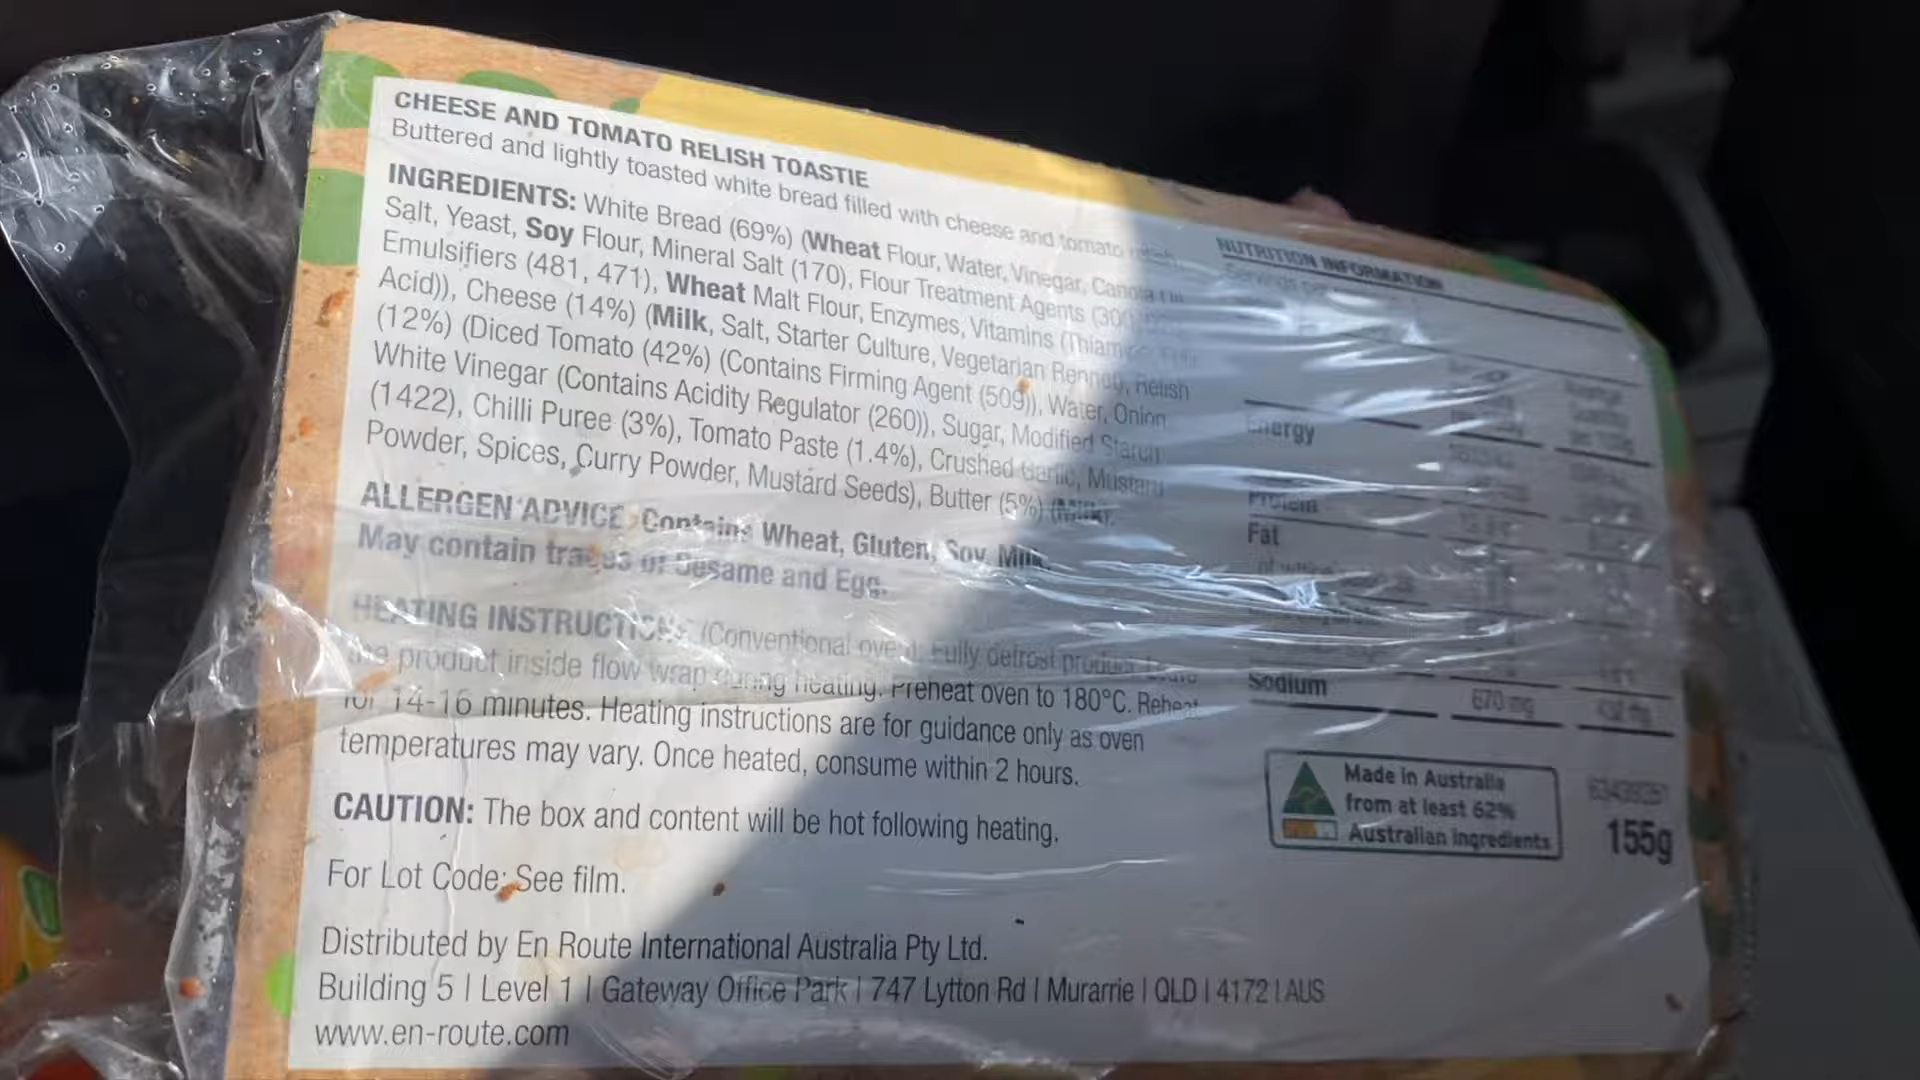 CHEESE AND TOMATO RELISH TOASTIE
Buttered and lightly toasted white bread filled with cheese and tomato
INGREDIENTS: White Bread (69%) (Wheat Flour, Water, Vinegar, Canola
Salt, Yeast, Soy Flour, Mineral Salt (170), Flour Treatment Agents
Emulsifiers (481, 471), Wheat Malt Flour, Enzymes, Vitamins
Acid)), Cheese (14%) (Milk, Salt, Starter Culture, Vegetarian Rennet), Relish
(12%) (Diced Tomato (42%) (Contains Firming Agent (509)), Water, Onion
White Vinegar (Contains Acidity Regulator (260)), Sugar, Modified Starch
(1422), Chilli Puree (3%), Tomato Paste (1.4%), Crushed Garlic, Mustard
Powder, Spices, Curry Powder, Mustard Seeds), Butter (5%) (Milk).
ALLERGEN ADVICE Contains Wheat, Gluten, Soy, Milk.
May contain traces of Sesame and Egg.
HEATING INSTRUCTIONS (Conventional oven): Fully defrost product.
the product inside flow wrap during heating. Preheat oven to 180°C. Reheat
for 14-16 minutes. Heating instructions are for guidance only as oven
temperatures may vary. Once heated, consume within 2 hours.
CAUTION: The box and content will be hot following heating.
For Lot Code: See film.
Distributed by En Route International Australia Pty Ltd.
Building 5 | Level 1 | Gateway Office Park | 747 Lytton Rd | Murarrie | QLD | 4172 | AUS
www.en-route.com
NUTRITION INFORMATION
Servings per
Energy
Protein
Fat
Sodium 670 mg
Made in Australia
from at least 62%
Australian ingredients
155g